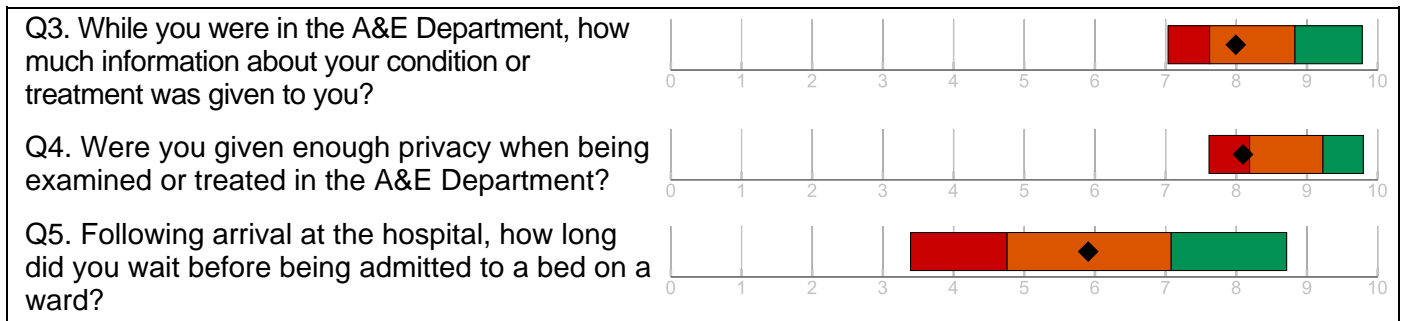 Q3. While you were in the A&E Department, how
much information about your condition or
treatment was given to you?
0 1 2 3 4 5 6 7 8 9 10
Q4. Were you given enough privacy when being
examined or treated in the A&E Department?
0 1 2 3 4 5 6 7 8 9 10
Q5. Following arrival at the hospital, how long
did you wait before being admitted to a bed on a
ward?
0 1 2 3 4 5 6 7 8 9 10